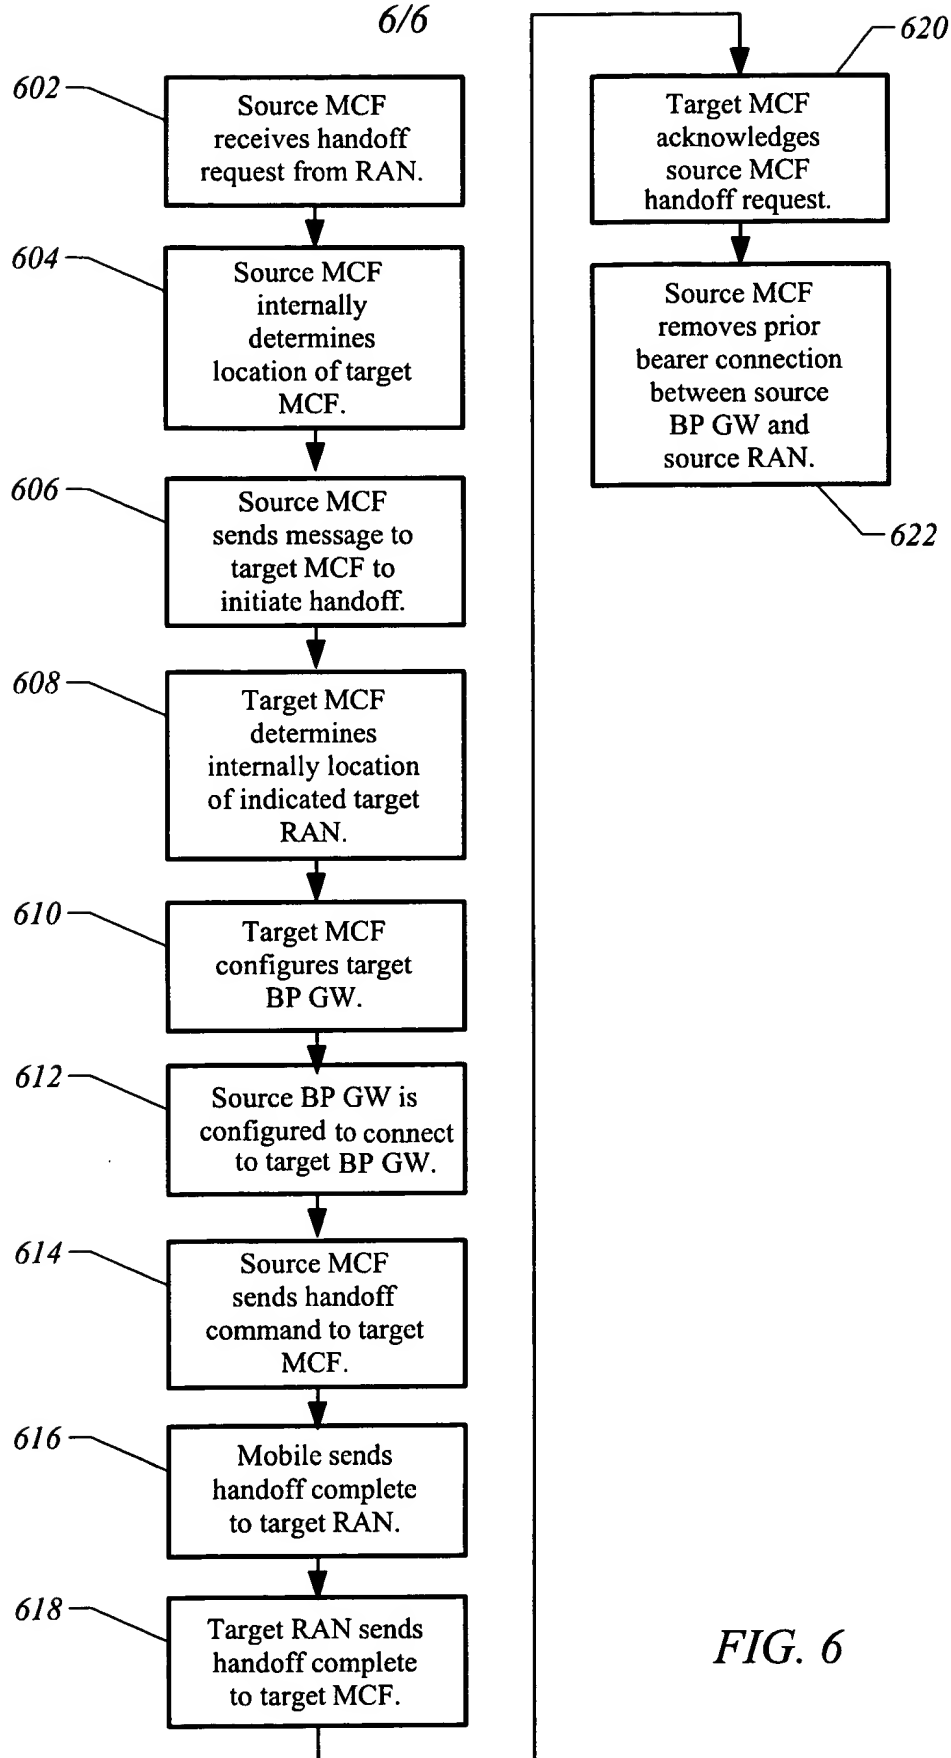 6/6
602
Source MCF
receives handoff
request from RAN.
604
Source MCF
internally
determines
location of target
MCF.
606
Source MCF
sends message to
target MCF to
initiate handoff.
608
Target MCF
determines
internally location
of indicated target
RAN.
610
Target MCF
configures target
BP GW.
612
Source BP GW is
configured to connect
to target BP GW.
614
Source MCF
sends handoff
command to target
MCF.
616
Mobile sends
handoff complete
to target RAN.
618
Target RAN sends
handoff complete
to target MCF.
620
Target MCF
acknowledges
source MCF
handoff request.
Source MCF
removes prior
bearer connection
between source
BP GW and
source RAN.
622
FIG. 6